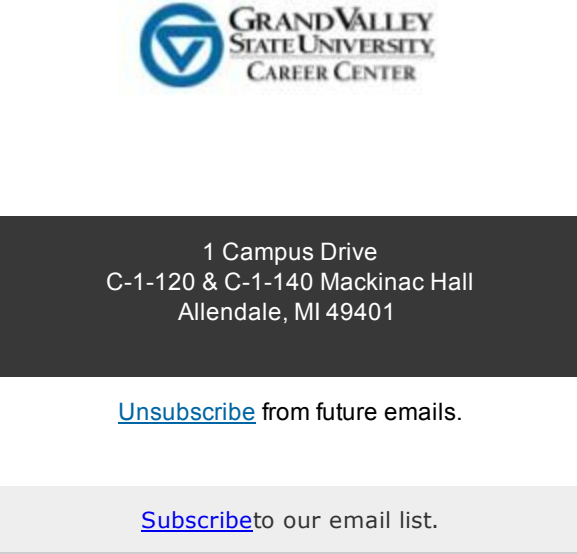 GRAND VALLEY
STATE UNIVERSITY
CAREER CENTER
1 Campus Drive
C-1-120 & C-1-140 Mackinac Hall
Allendale, MI 49401
Unsubscribe from future emails.
Subscribeto our email list.